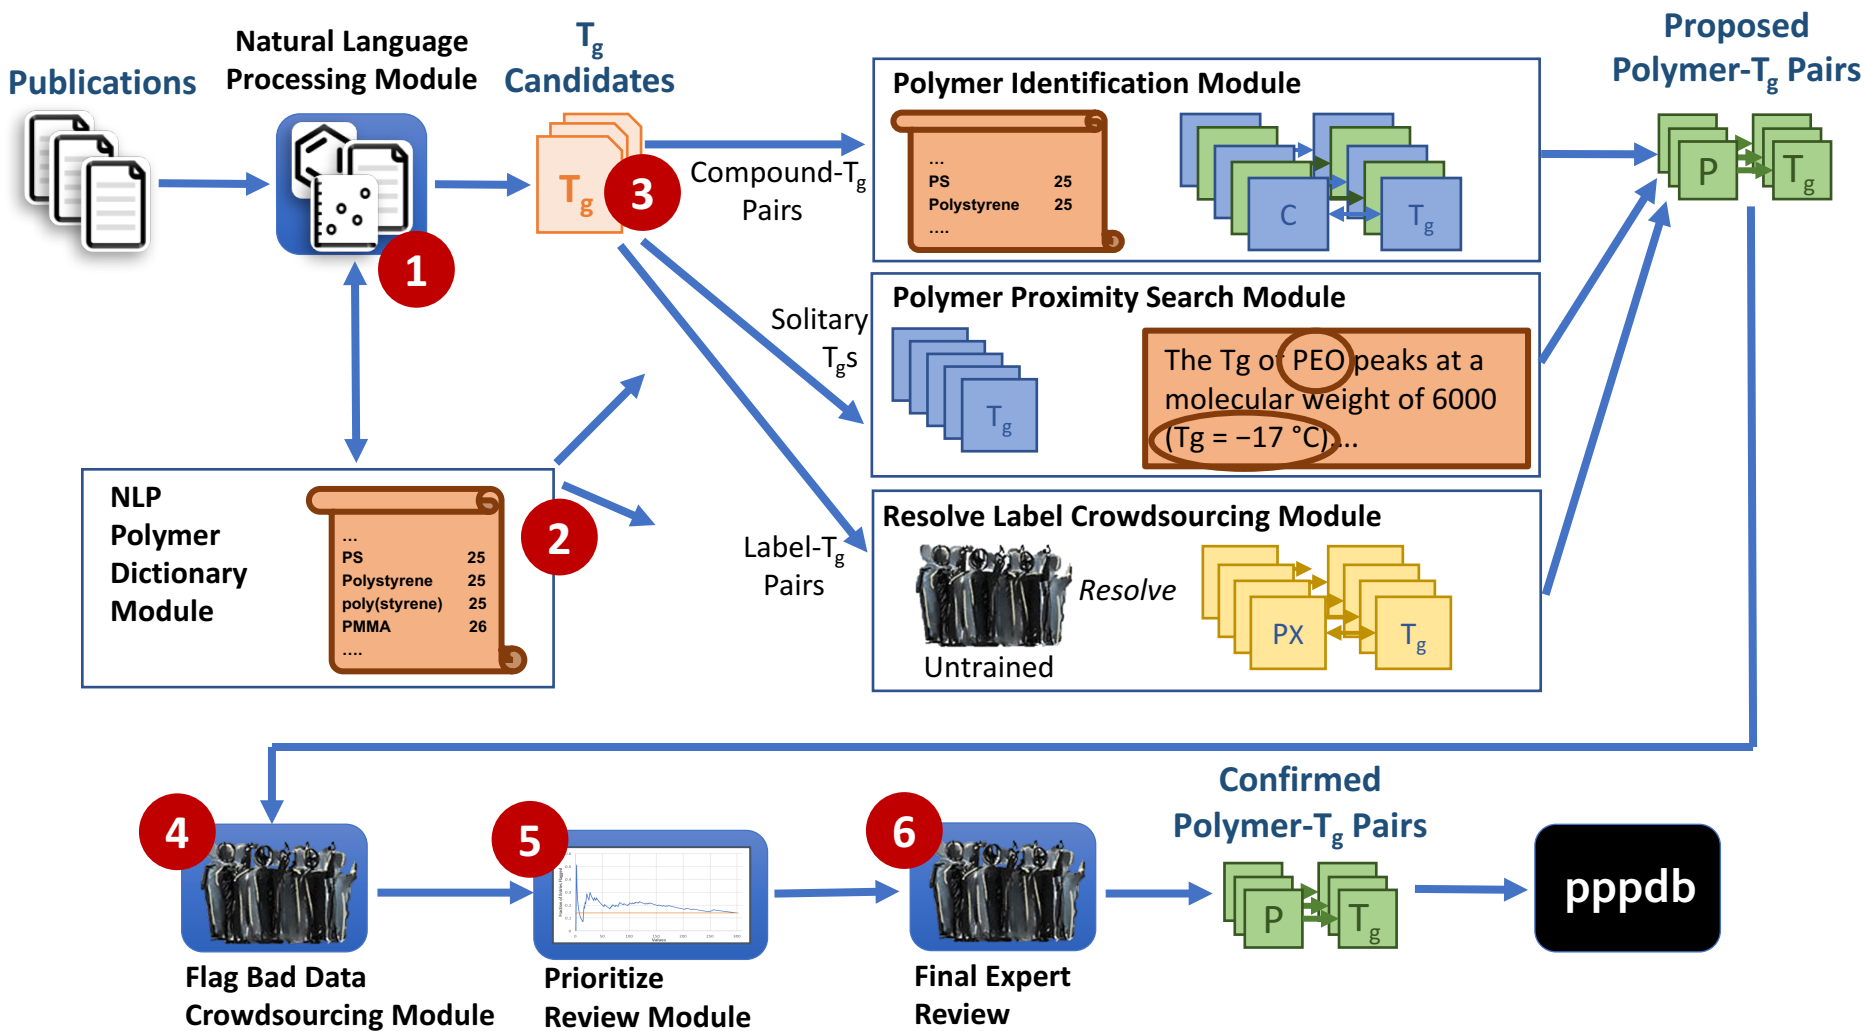 Publications
Natural Language
Processing Module
Tg
Candidates
Tg
1
3
Compound-Tg
Pairs
Solitary
Tgs
Label-Tg
Pairs
NLP
Polymer
Dictionary
Module
...
PS 25
Polystyrene 25
poly(styrene) 25
PMMA 26
....
2
Polymer Identification Module
...
PS 25
Polystyrene 25
....
C
Tg
Polymer Proximity Search Module
Tg
The Tg of PEO peaks at a
molecular weight of 6000
(Tg = −17 °C)....
Resolve Label Crowdsourcing Module
Untrained
Resolve
PX
Tg
Proposed
Polymer-Tg Pairs
P
Tg
4
Flag Bad Data
Crowdsourcing Module
5
Values
Prioritize
Review Module
6
Final Expert
Review
Confirmed
Polymer-Tg Pairs
P
Tg
pppdb